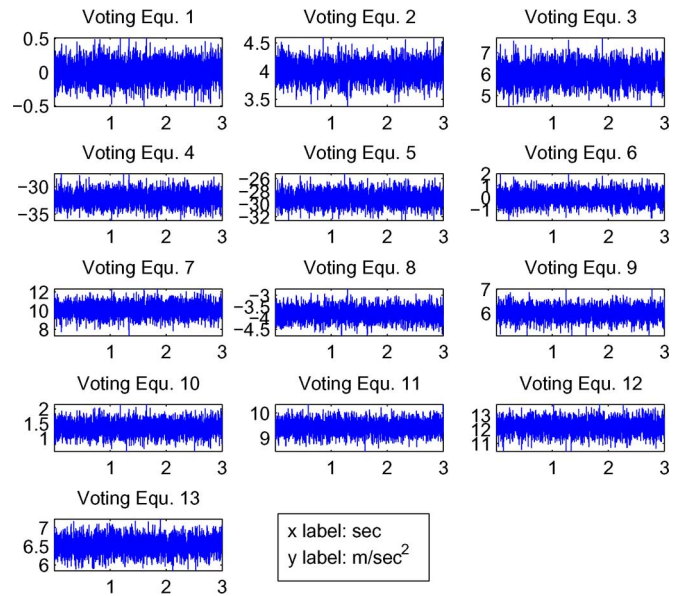 Voting Equ. 1 Voting Equ. 2 Voting Equ. 3
0.5 0 −0.5 1 2 3
4.5 4 3.5 1 2 3
7 6 5 1 2 3
Voting Equ. 4 Voting Equ. 5 Voting Equ. 6
−30 −35 1 2 3
−26 −28 −30 −32 1 2 3
2 1 0 −1 1 2 3
Voting Equ. 7 Voting Equ. 8 Voting Equ. 9
12 10 8 1 2 3
−3 −3.5 −4 −4.5 1 2 3
7 6 1 2 3
Voting Equ. 10 Voting Equ. 11 Voting Equ. 12
2 1.5 1 1 2 3
10 9 1 2 3
13 12 11 1 2 3
Voting Equ. 13
7 6.5 6 1 2 3
x label: sec
y label: m/sec²